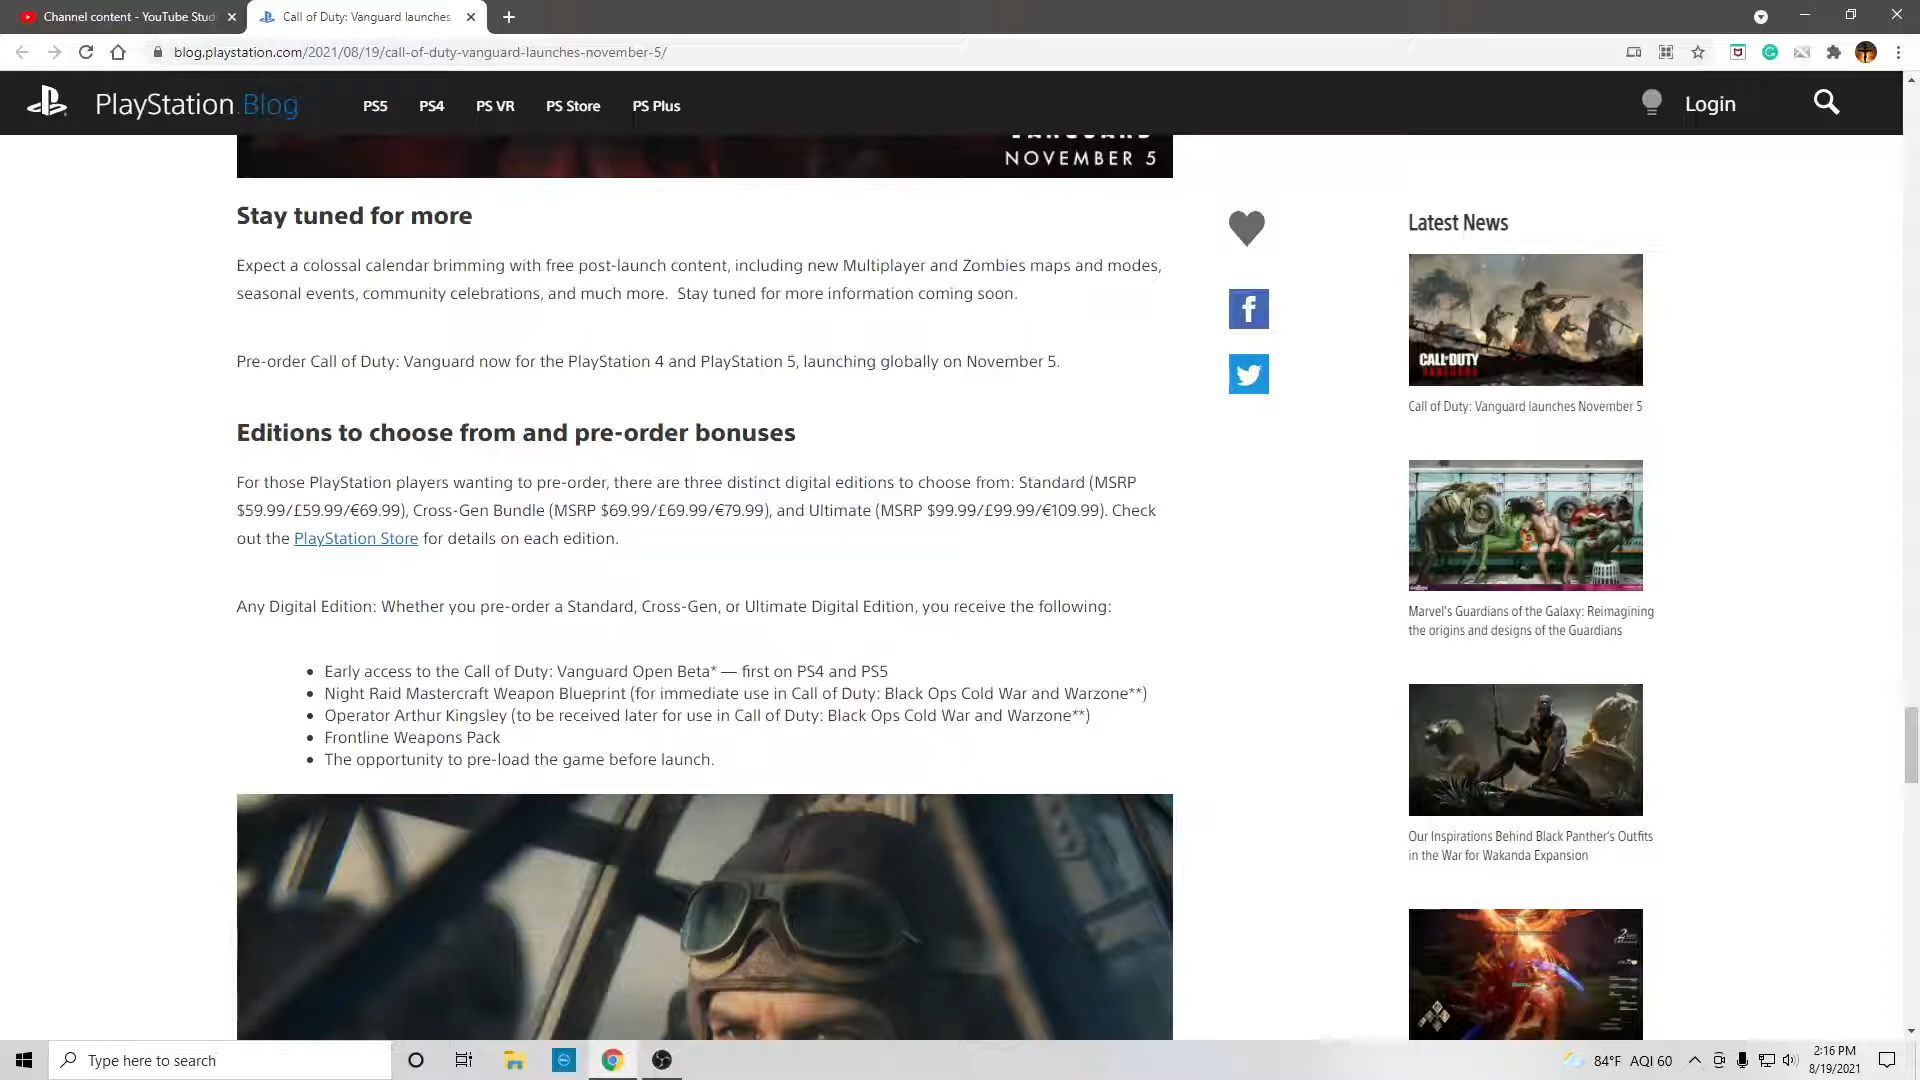 Channel content - YouTube Stud
Call of Duty: Vanguard launches
blog.playstation.com/2021/08/19/call-of-duty-vanguard-launches-november-5/
PlayStation.Blog
PS5
PS4
PS VR
PS Store
PS Plus
Login
VANGUARD
NOVEMBER 5
Stay tuned for more
Expect a colossal calendar brimming with free post-launch content, including new Multiplayer and Zombies maps and modes,
seasonal events, community celebrations, and much more.  Stay tuned for more information coming soon.
Pre-order Call of Duty: Vanguard now for the PlayStation 4 and PlayStation 5, launching globally on November 5.
Editions to choose from and pre-order bonuses
For those PlayStation players wanting to pre-order, there are three distinct digital editions to choose from: Standard (MSRP
$59.99/£59.99/€69.99), Cross-Gen Bundle (MSRP $69.99/£69.99/€79.99), and Ultimate (MSRP $99.99/£99.99/€109.99). Check
out the PlayStation Store for details on each edition.
Any Digital Edition: Whether you pre-order a Standard, Cross-Gen, or Ultimate Digital Edition, you receive the following:
• Early access to the Call of Duty: Vanguard Open Beta* — first on PS4 and PS5
• Night Raid Mastercraft Weapon Blueprint (for immediate use in Call of Duty: Black Ops Cold War and Warzone**)
• Operator Arthur Kingsley (to be received later for use in Call of Duty: Black Ops Cold War and Warzone**)
• Frontline Weapons Pack
• The opportunity to pre-load the game before launch.
Latest News
CALL OF DUTY
VANGUARD
Call of Duty: Vanguard launches November 5
Marvel's Guardians of the Galaxy: Reimagining
the origins and designs of the Guardians
Our Inspirations Behind Black Panther's Outfits
in the War for Wakanda Expansion
Type here to search
84°F AQI 60
2:16 PM
8/19/2021